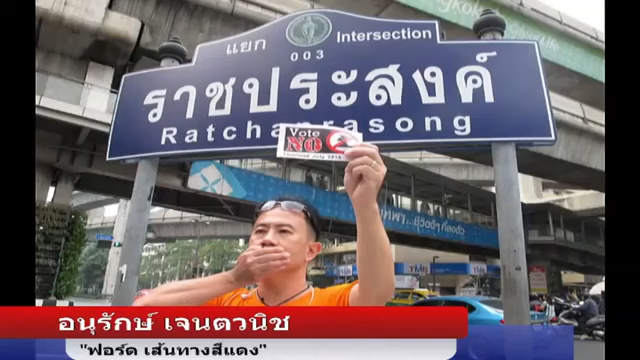 แยก
Intersection
003
ราชประสงค์
Ratchaprasong
Vote
NO
TMB
TMB
อนุรักษ์ เจนตวนิช
"ฟอร์ด เส้นทางสีแดง"